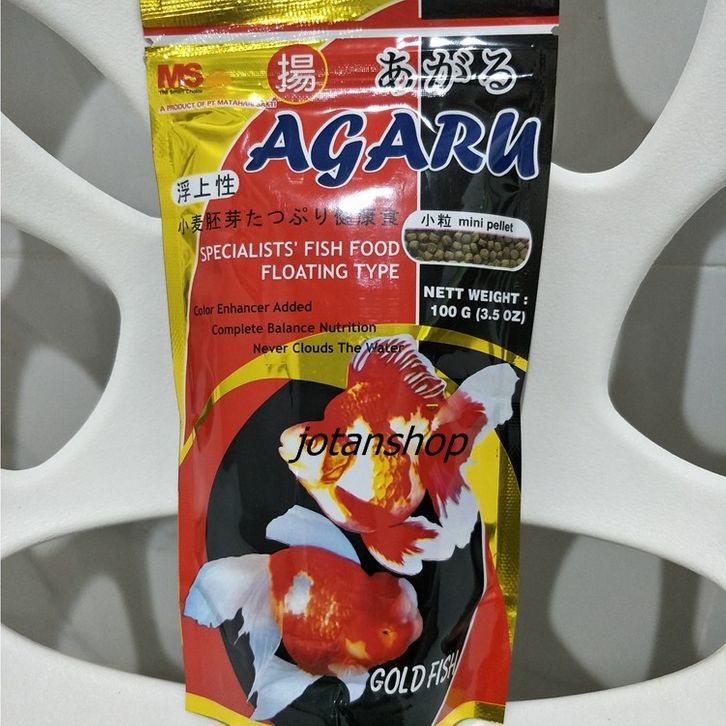 MS
The Smart Choice
A PRODUCT OF PT. MATAHARI SAKTI
揚 あがる
AGARU
浮上性
小麦胚芽たつぷり健康食
小粒 mini pellet
SPECIALISTS' FISH FOOD
FLOATING TYPE
NETT WEIGHT :
100 G (3.5 OZ)
Color Enhancer Added
Complete Balance Nutrition
Never Clouds The Water
jotanshop
GOLD FISH